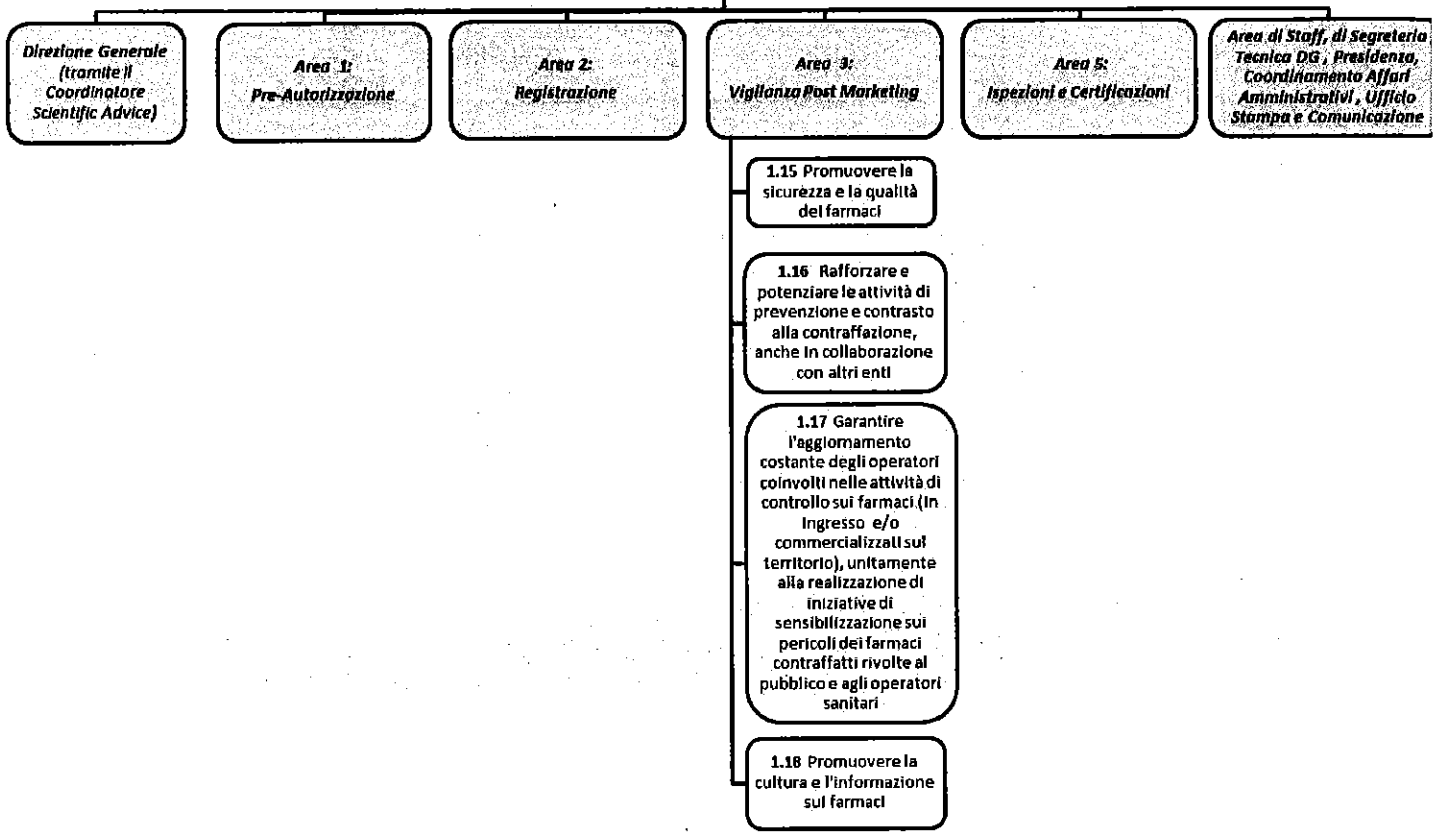 Direzione Generale
(tramite il
Coordinatore
Scientific Advice)
Area 1:
Pre-Autorizzazione
Area 2:
Registrazione
Area 3:
Vigilanza Post Marketing
Area 5:
Ispezioni e Certificazioni
Area di Staff, di Segreteria
Tecnica DG , Presidenza,
Coordinamento Affari
Amministrativi , Ufficio
Stampa e Comunicazione
1.15 Promuovere la
sicurezza e la qualità
dei farmaci
1.16 Rafforzare e
potenziare le attività di
prevenzione e contrasto
alla contraffazione,
anche in collaborazione
con altri enti
1.17 Garantire
l'aggiornamento
costante degli operatori
coinvolti nelle attività di
controllo sui farmaci (in
ingresso e/o
commercializzati sul
territorio), unitamente
alla realizzazione di
iniziative di
sensibilizzazione sui
pericoli dei farmaci
contraffatti rivolte al
pubblico e agli operatori
sanitari
1.18 Promuovere la
cultura e l'informazione
sui farmaci